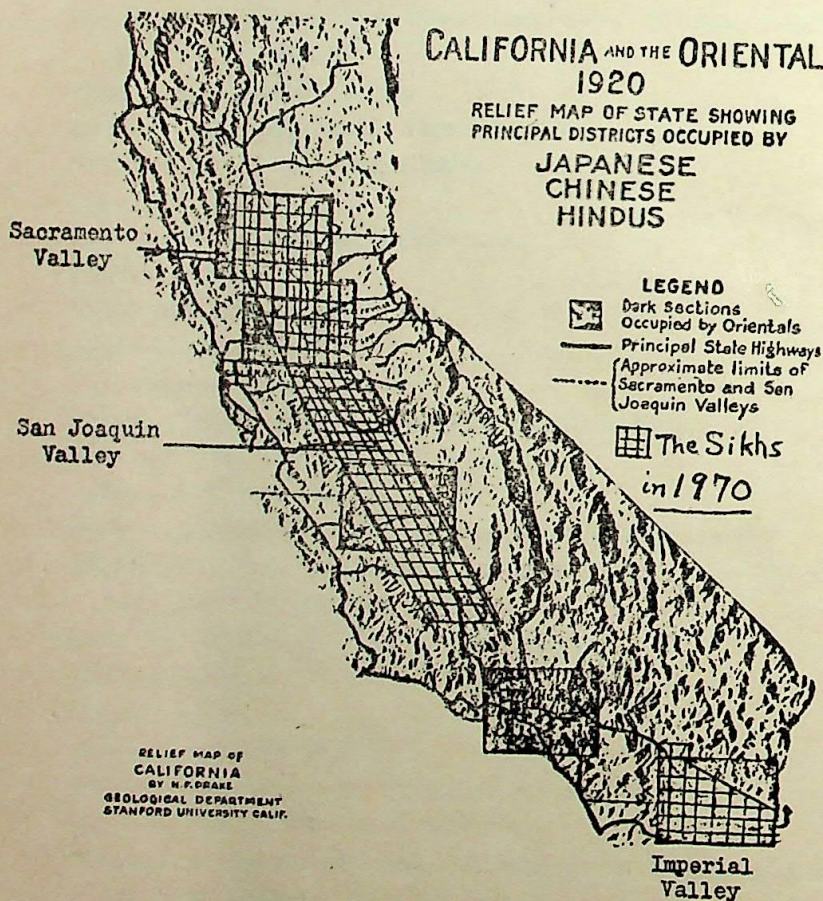 CALIFORNIA AND THE ORIENTAL
1920
RELIEF MAP OF STATE SHOWING
PRINCIPAL DISTRICTS OCCUPIED BY
JAPANESE
CHINESE
HINDUS
Sacramento
Valley
LEGEND
Dark Sections
Occupied by Orientals
Principal State Highways
Approximate limits of
Sacramento and San
Joaquin Valleys
The Sikhs
in 1970
San Joaquin
Valley
RELIEF MAP OF
CALIFORNIA
BY N.F. DRAKE
GEOLOGICAL DEPARTMENT
STANFORD UNIVERSITY CALIF.
Imperial
Valley